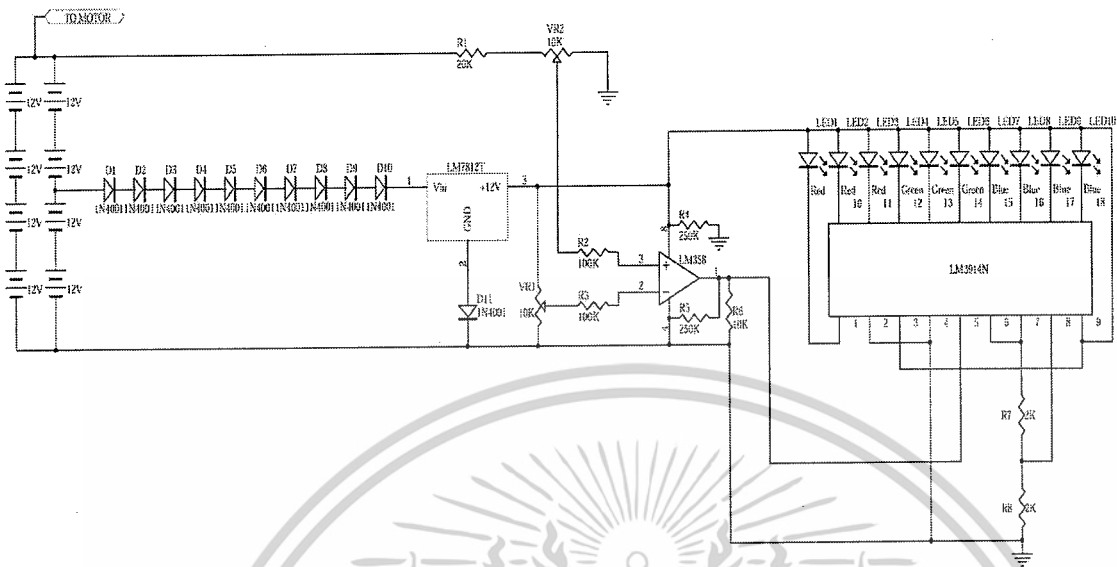 TO MOTOR
R1
20K
VR2
10K
12V
12V
12V
12V
12V
12V
12V
12V
D1
D2
D3
D4
D5
D6
D7
D8
D9
D10
1N4001
1N4001
1N4001
1N4001
1N4001
1N4001
1N4001
1N4001
1N4001
1N4001
1
LM7812T
Vin
+12V
GND
3
2
D11
1N4001
VR1
10K
R2
100K
R3
100K
R4
250K
8
3
2
1
4
LM358
R5
250K
R6
10K
LED1
LED2
LED3
LED4
LED5
LED6
LED7
LED8
LED9
LED10
Red
Red
Red
Green
Green
Green
Blue
Blue
Blue
Blue
10
11
12
13
14
15
16
17
18
LM3914N
1
2
3
4
5
6
7
8
9
R7
2K
R8
2K